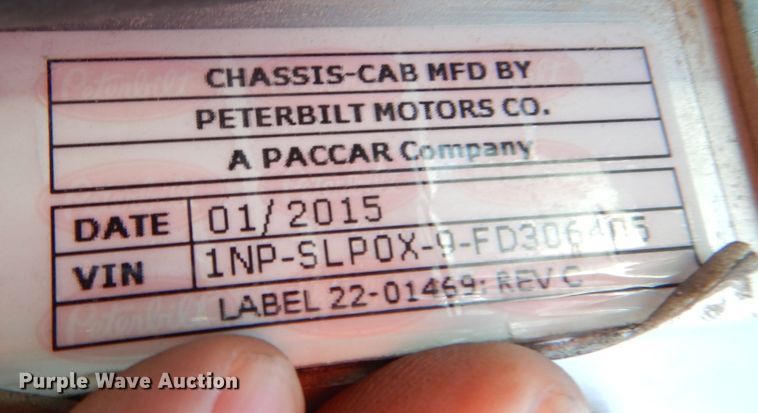 CHASSIS-CAB MFD BY
PETERBILT MOTORS CO.
A PACCAR Company
DATE 01/2015
VIN 1NP-SLP0X-9-FD306405
LABEL 22-01469: REV C
Peterbilt
Purple Wave Auction